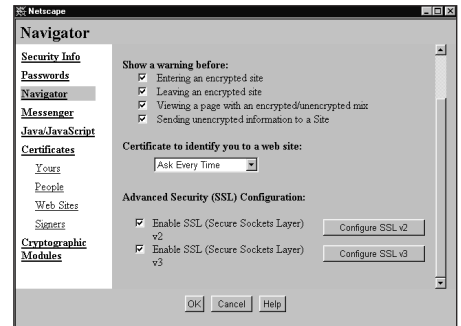 Netscape
Navigator
Security Info
Passwords
Navigator
Messenger
Java/JavaScript
Certificates
Yours
People
Web Sites
Signers
Cryptographic
Modules
Show a warning before:
Entering an encrypted site
Leaving an encrypted site
Viewing a page with an encrypted/unencrypted mix
Sending unencrypted information to a Site
Certificate to identify you to a web site:
Ask Every Time
Advanced Security (SSL) Configuration:
Enable SSL (Secure Sockets Layer)
v2
Configure SSL v2
Enable SSL (Secure Sockets Layer)
v3
Configure SSL v3
OK Cancel Help